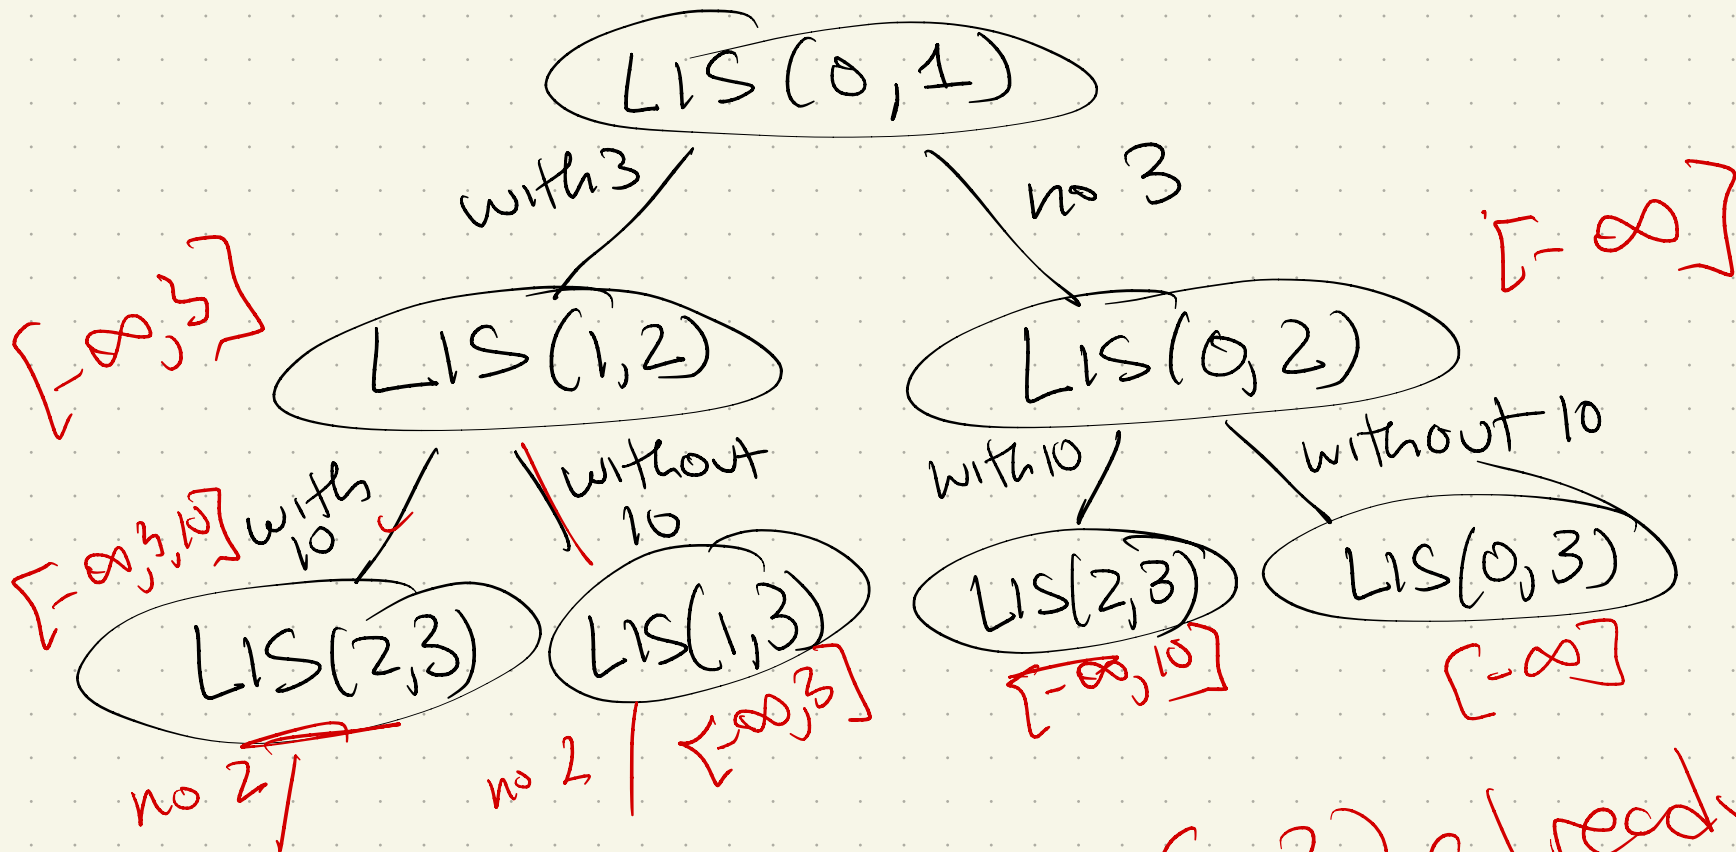 LIS(0,1)
with 3
no 3
[-∞]
[-∞,3]
LIS(1,2)
LIS(0,2)
with
10
without
10
with 10
without 10
[-∞,3,10]
LIS(2,3)
LIS(1,3)
LIS(2,3)
LIS(0,3)
[-∞,3]
[-∞,10]
[-∞]
no 2
no 2